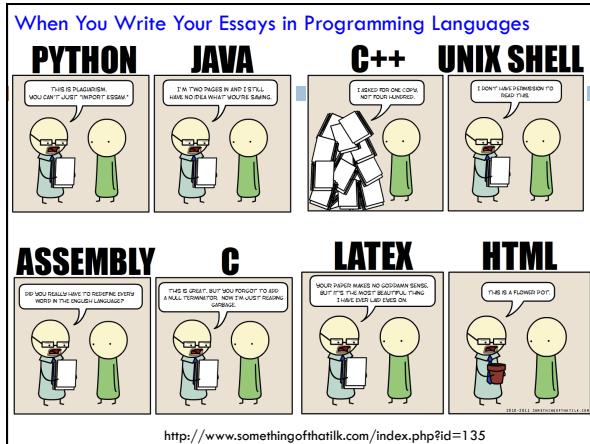 When You Write Your Essays in Programming Languages
PYTHON
THIS IS PLAGIARISM.
YOU CAN'T JUST "IMPORT ESSAY."
JAVA
I'M TWO PAGES IN AND I STILL
HAVE NO IDEA WHAT YOU'RE SAYING.
C++
I ASKED FOR ONE COPY,
NOT FOUR HUNDRED.
UNIX SHELL
I DON'T HAVE PERMISSION TO
READ THIS.
ASSEMBLY
DID YOU REALLY HAVE TO REDEFINE EVERY
WORD IN THE ENGLISH LANGUAGE?
C
THIS IS GREAT, BUT YOU FORGOT TO ADD
A NULL TERMINATOR. NOW I'M JUST READING
GARBAGE.
LATEX
YOUR PAPER MAKES NO GODDAMN SENSE,
BUT IT'S THE MOST BEAUTIFUL THING
I HAVE EVER LAID EYES ON.
HTML
THIS IS A FLOWER POT.
2010-2011 SOMETHINGOFTHATILK.COM
http://www.somethingofthatilk.com/index.php?id=135